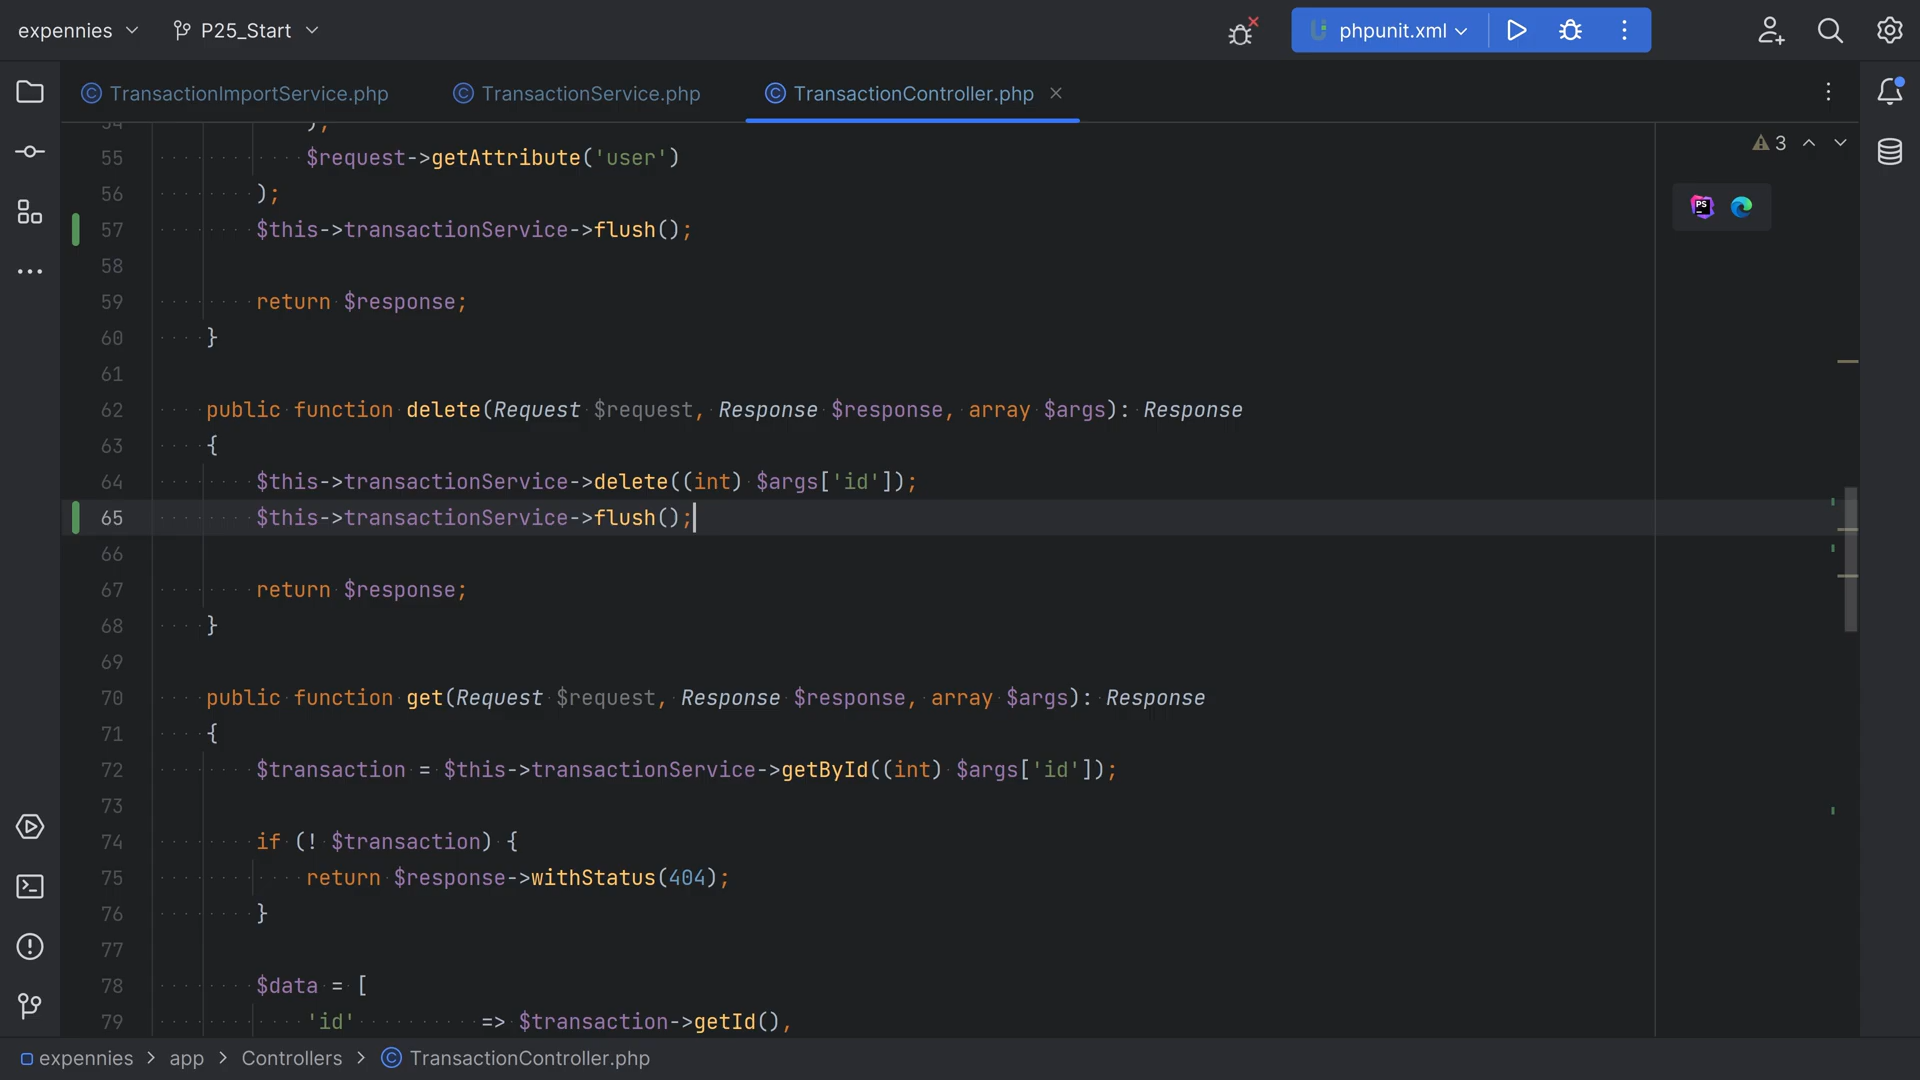 expennies
P25_Start
phpunit.xml
TransactionImportService.php
TransactionService.php
TransactionController.php
3
54 );
55 $request->getAttribute('user')
56 );
57 $this->transactionService->flush();
58
59 return $response;
60 }
61
62 public function delete(Request $request, Response $response, array $args): Response
63 {
64 $this->transactionService->delete((int) $args['id']);
65 $this->transactionService->flush();
66
67 return $response;
68 }
69
70 public function get(Request $request, Response $response, array $args): Response
71 {
72 $transaction = $this->transactionService->getById((int) $args['id']);
73
74 if (! $transaction) {
75 return $response->withStatus(404);
76 }
77
78 $data = [
79 'id' => $transaction->getId(),
expennies > app > Controllers > TransactionController.php